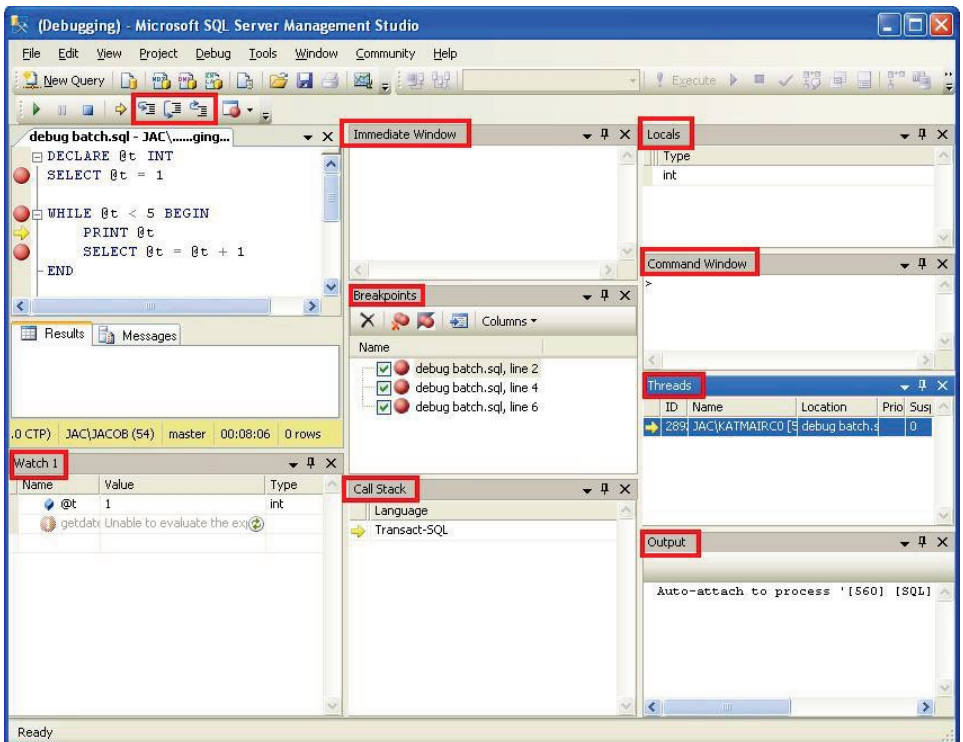 (Debugging) - Microsoft SQL Server Management Studio
File Edit View Project Debug Tools Window Community Help
New Query
Execute
debug batch.sql - JAC\......ging...
DECLARE @t INT
SELECT @t = 1
WHILE @t < 5 BEGIN
PRINT @t
SELECT @t = @t + 1
END
Results Messages
.0 CTP) JAC\JACOB (54) master 00:08:06 0 rows
Watch 1
Name Value Type
@t 1 int
getdat Unable to evaluate the ex
Immediate Window
Breakpoints
Columns
Name
debug batch.sql, line 2
debug batch.sql, line 4
debug batch.sql, line 6
Call Stack
Language
Transact-SQL
Locals
Type
int
Command Window
>
Threads
ID Name Location Prio Sus
289 JAC\KATMAIRC0 [5 debug batch.s 0
Output
Auto-attach to process '[560] [SQL]
Ready